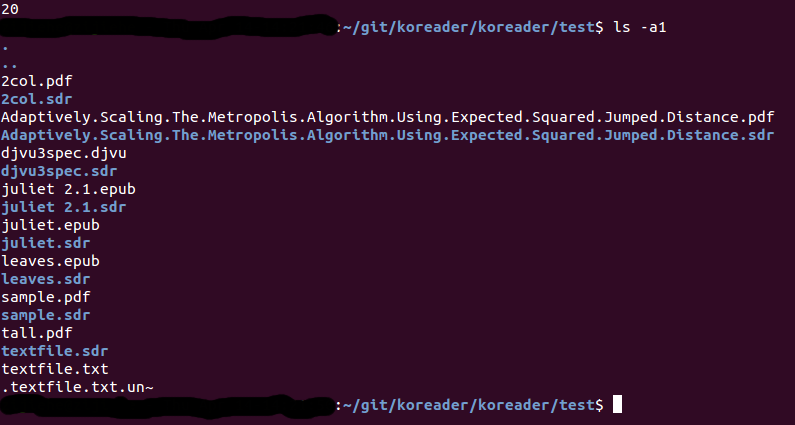 20
:~/git/koreader/koreader/test$ ls -a1
.
..
2col.pdf
2col.sdr
Adaptively.Scaling.The.Metropolis.Algorithm.Using.Expected.Squared.Jumped.Distance.pdf
Adaptively.Scaling.The.Metropolis.Algorithm.Using.Expected.Squared.Jumped.Distance.sdr
djvu3spec.djvu
djvu3spec.sdr
juliet 2.1.epub
juliet 2.1.sdr
juliet.epub
juliet.sdr
leaves.epub
leaves.sdr
sample.pdf
sample.sdr
tall.pdf
textfile.sdr
textfile.txt
.textfile.txt.un~
:~/git/koreader/koreader/test$